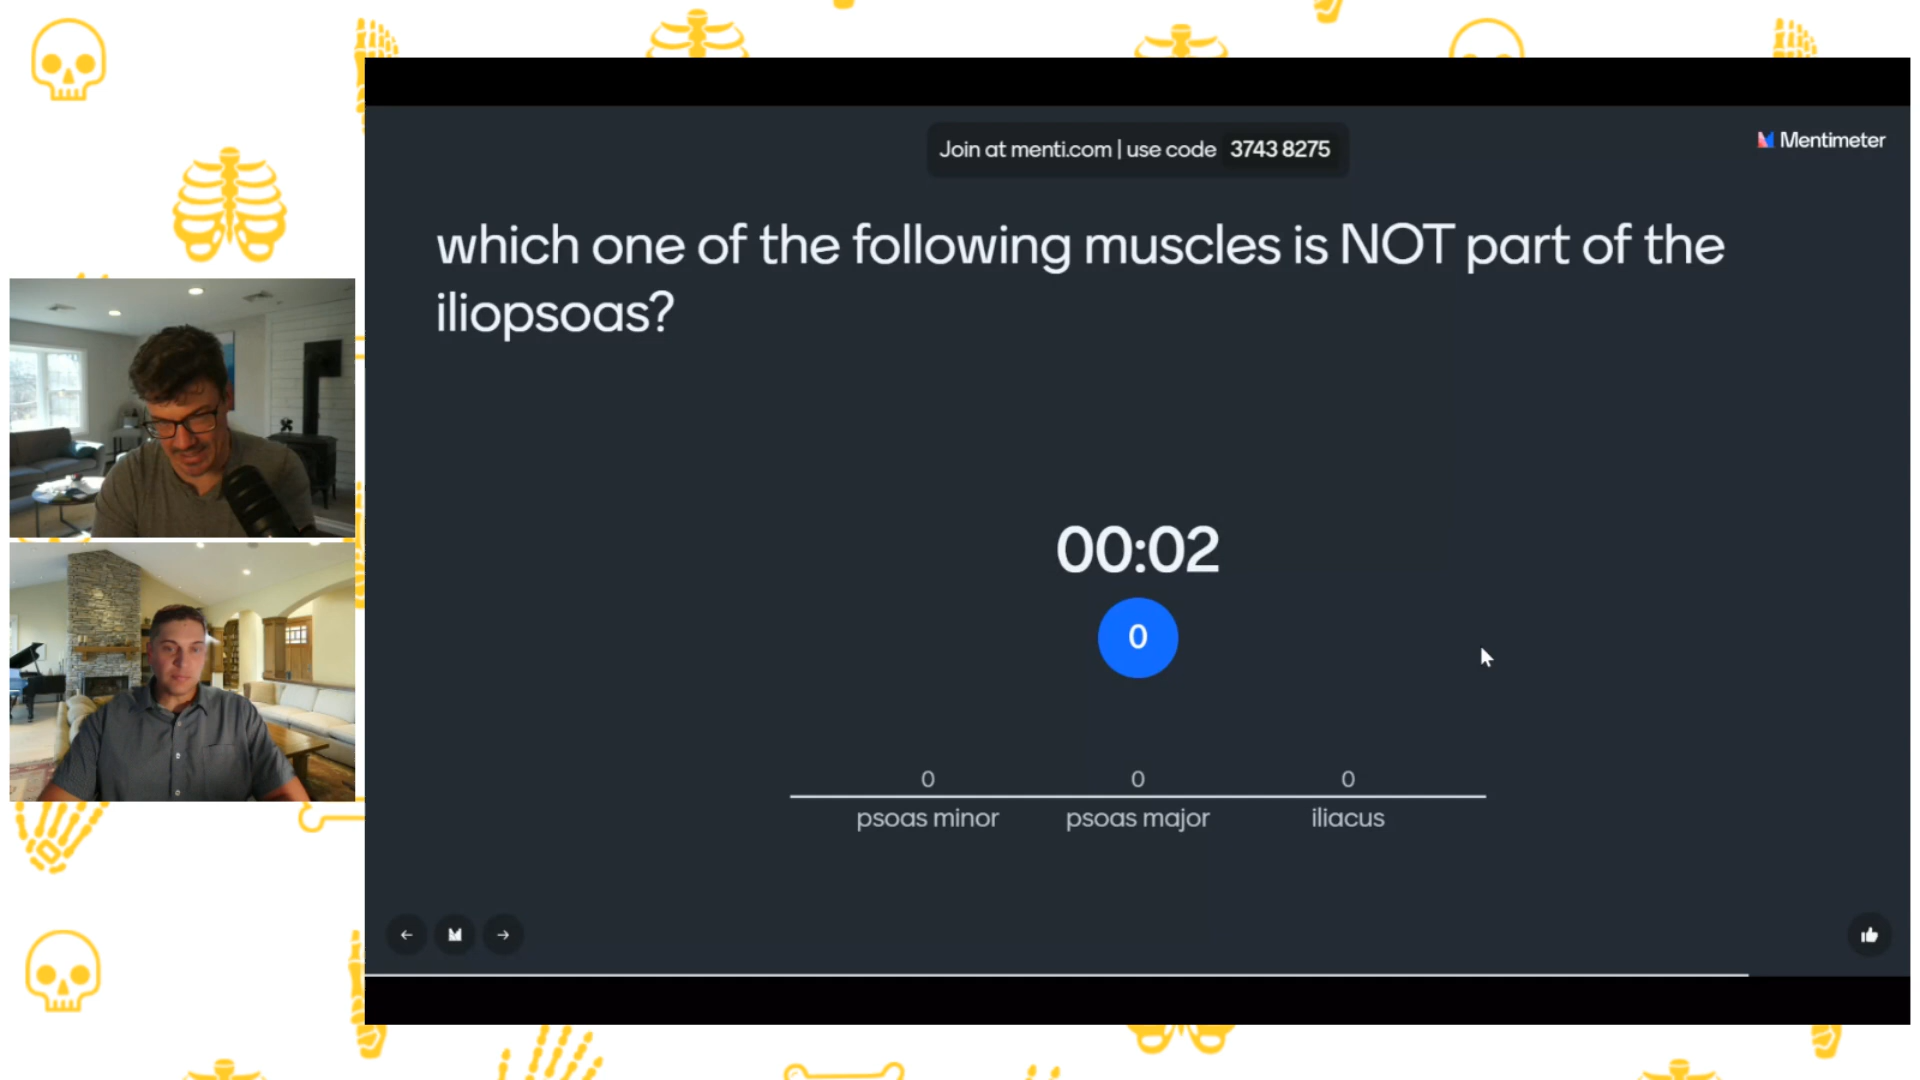 Join at menti.com | use code 3743 8275
Mentimeter
which one of the following muscles is NOT part of the
iliopsoas?
00:02
0
0 0 0
psoas minor psoas major iliacus